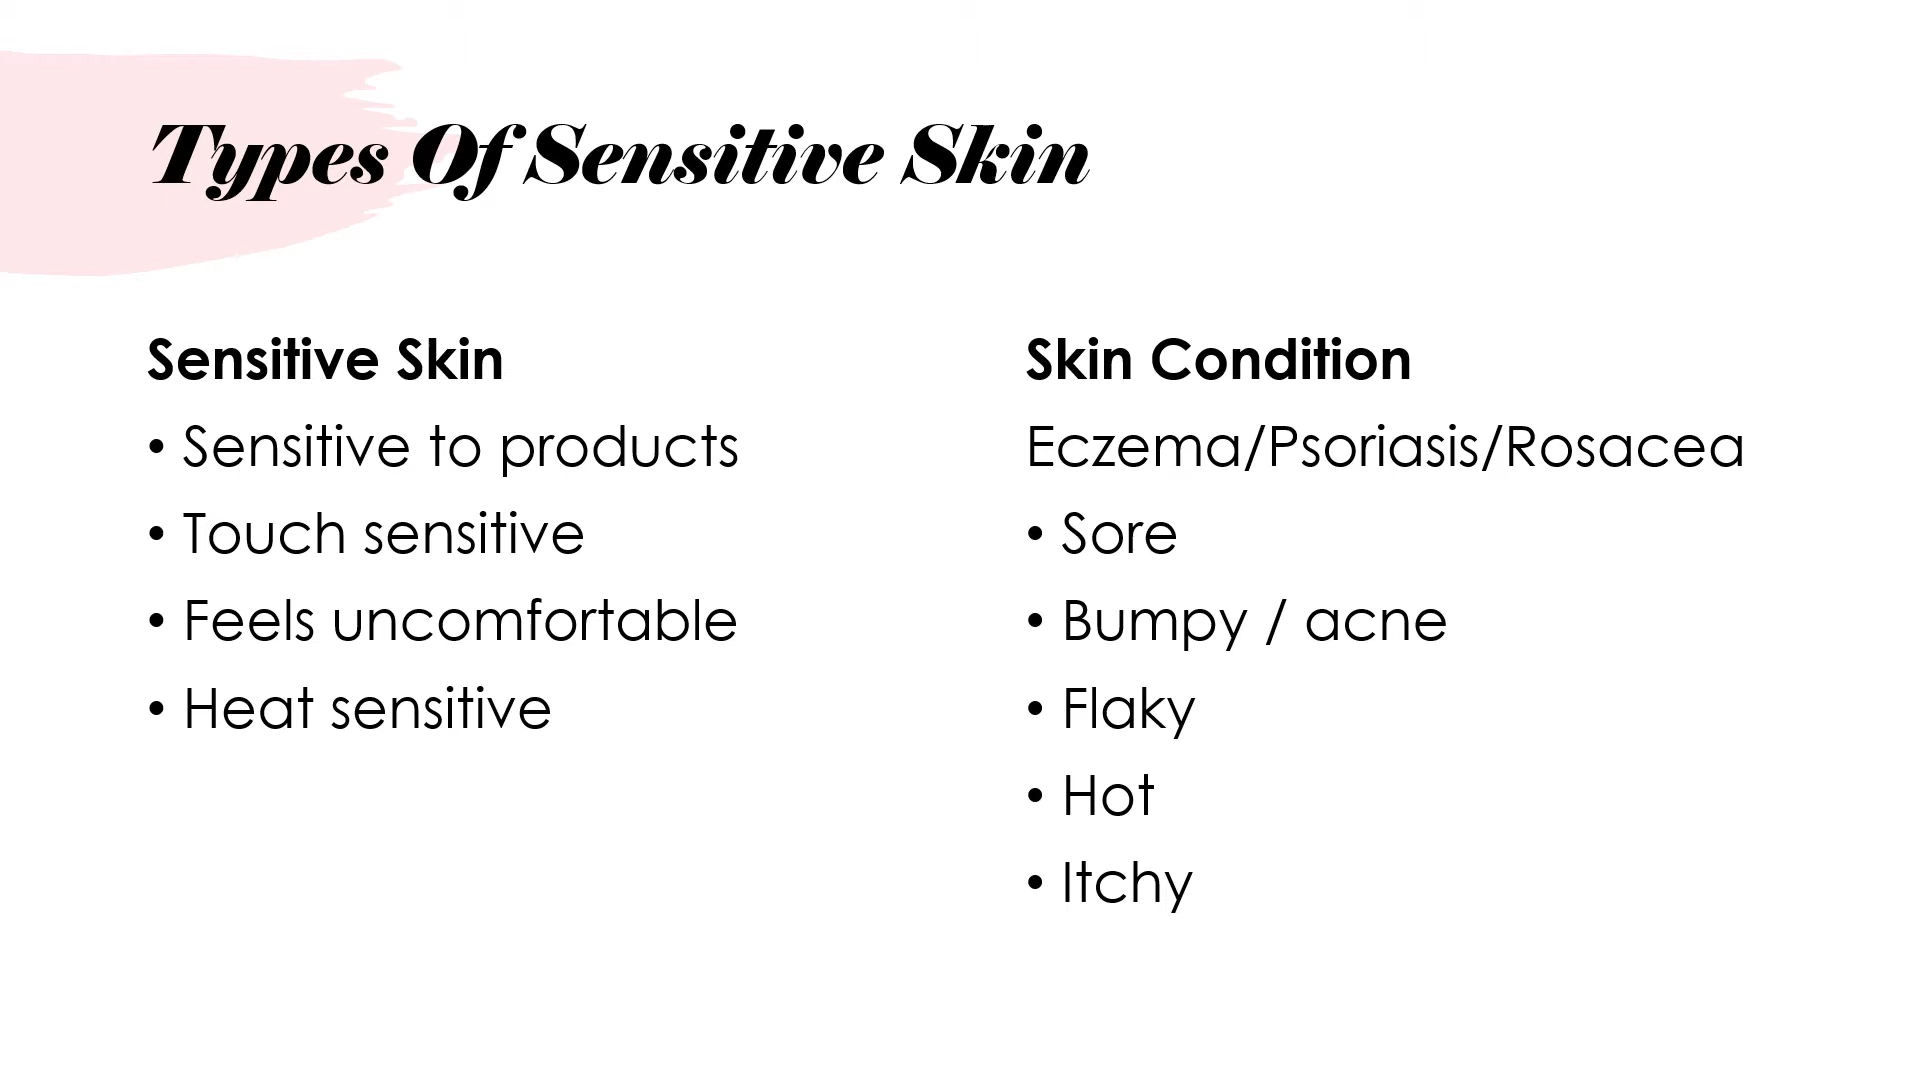 Types Of Sensitive Skin
Sensitive Skin
• Sensitive to products
• Touch sensitive
• Feels uncomfortable
• Heat sensitive
Skin Condition
Eczema/Psoriasis/Rosacea
• Sore
• Bumpy / acne
• Flaky
• Hot
• Itchy